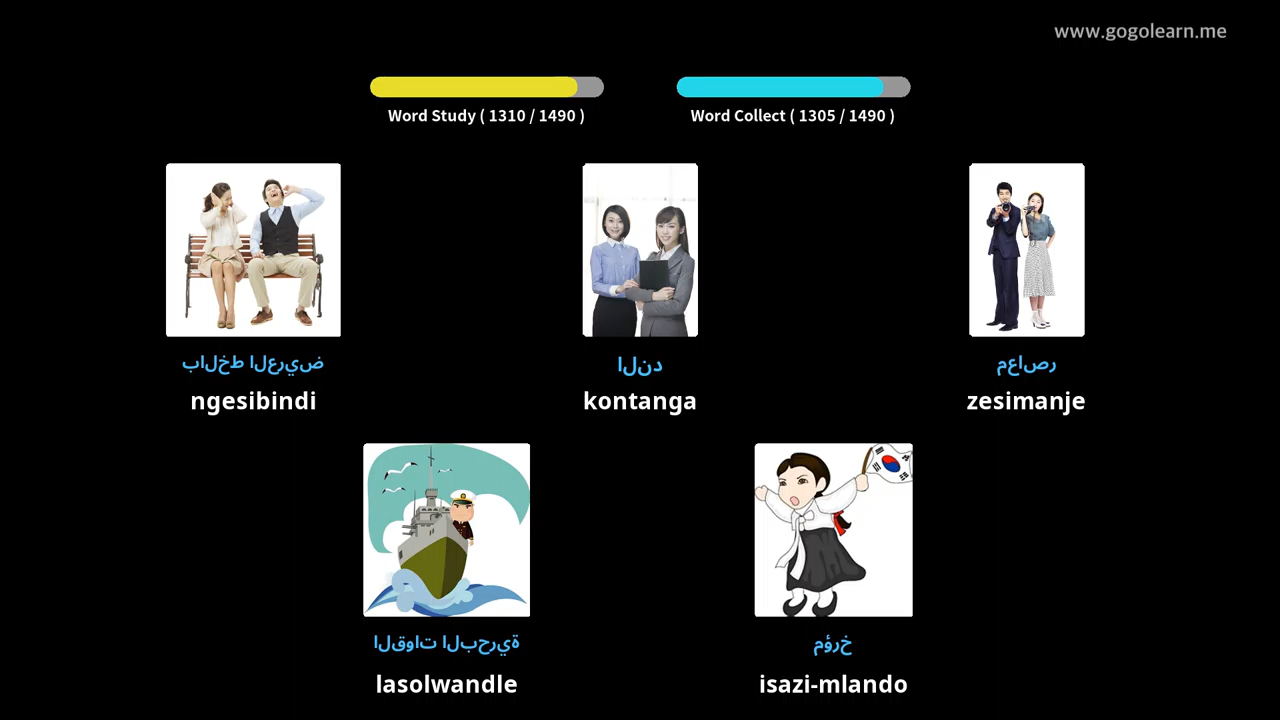 www.gogolearn.me
Word Study ( 1310 / 1490 )
Word Collect ( 1305 / 1490 )
بالخط العريض
ngesibindi
الند
kontanga
معاصر
zesimanje
القوات البحرية
lasolwandle
مؤرخ
isazi-mlando